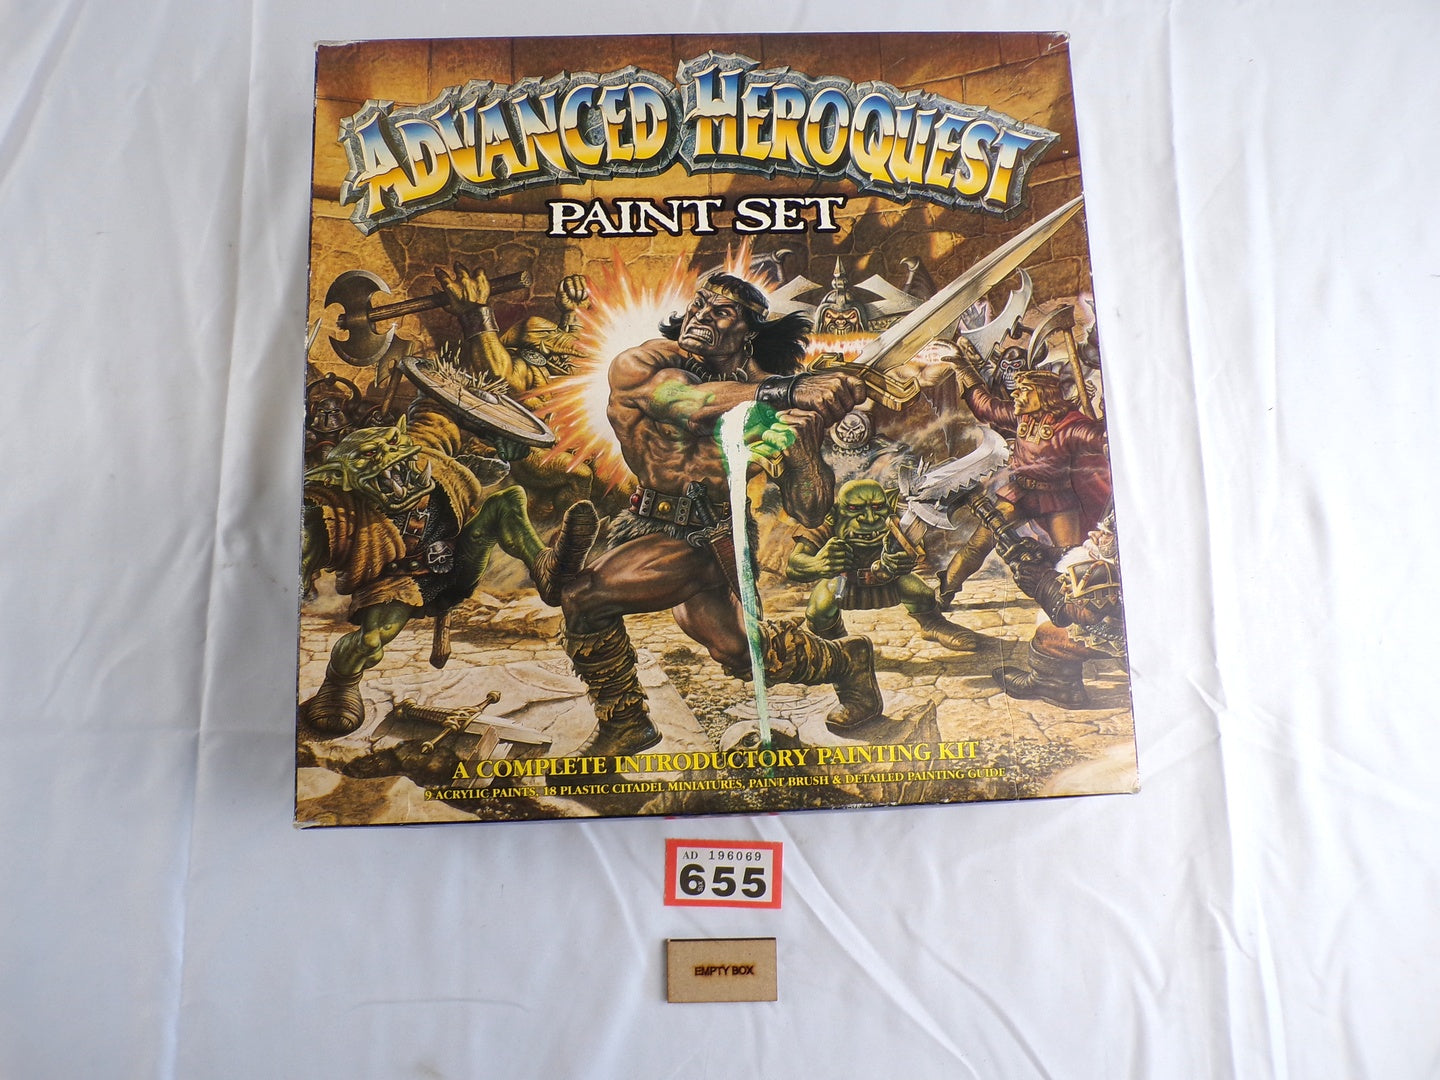 ADVANCED HEROQUEST
PAINT SET
A COMPLETE INTRODUCTORY PAINTING KIT
9 ACRYLIC PAINTS, 18 PLASTIC CITADEL MINIATURES, PAINT BRUSH & DETAILED PAINTING GUIDE
AD 196069
655
EMPTY BOX